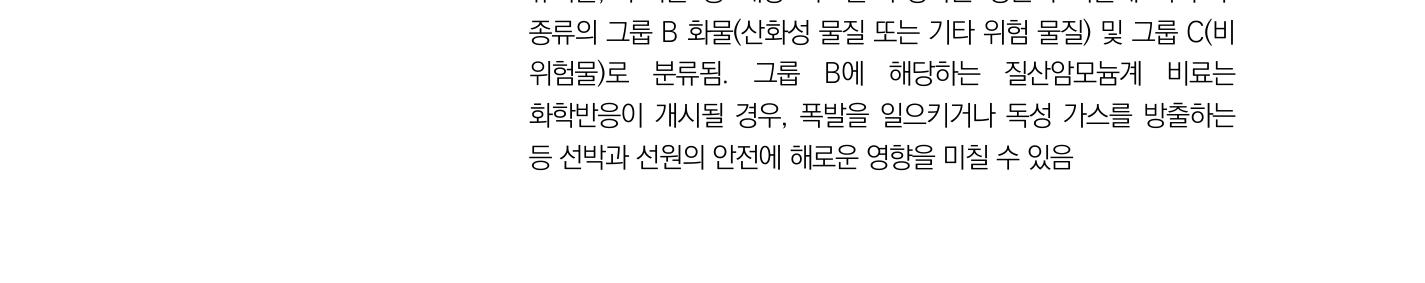 종류의 그룹 B 화물(산화성 물질 또는 기타 위험 물질) 및 그룹 C(비
위험물)로 분류됨. 그룹 B에 해당하는 질산암모늄계 비료는
화학반응이 개시될 경우, 폭발을 일으키거나 독성 가스를 방출하는
등 선박과 선원의 안전에 해로운 영향을 미칠 수 있음